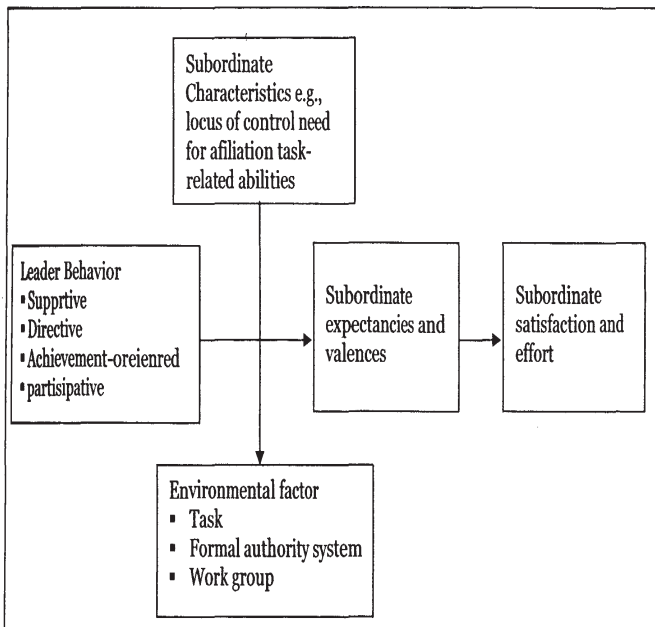 Subordinate
Characteristics e.g.,
locus of control need
for afiliation task-
related abilities
Leader Behavior
▪ Supprtive
▪ Directive
▪ Achievement-oreienred
▪ partisipative
Subordinate
expectancies and
valences
Subordinate
satisfaction and
effort
Environmental factor
▪ Task
▪ Formal authority system
▪ Work group